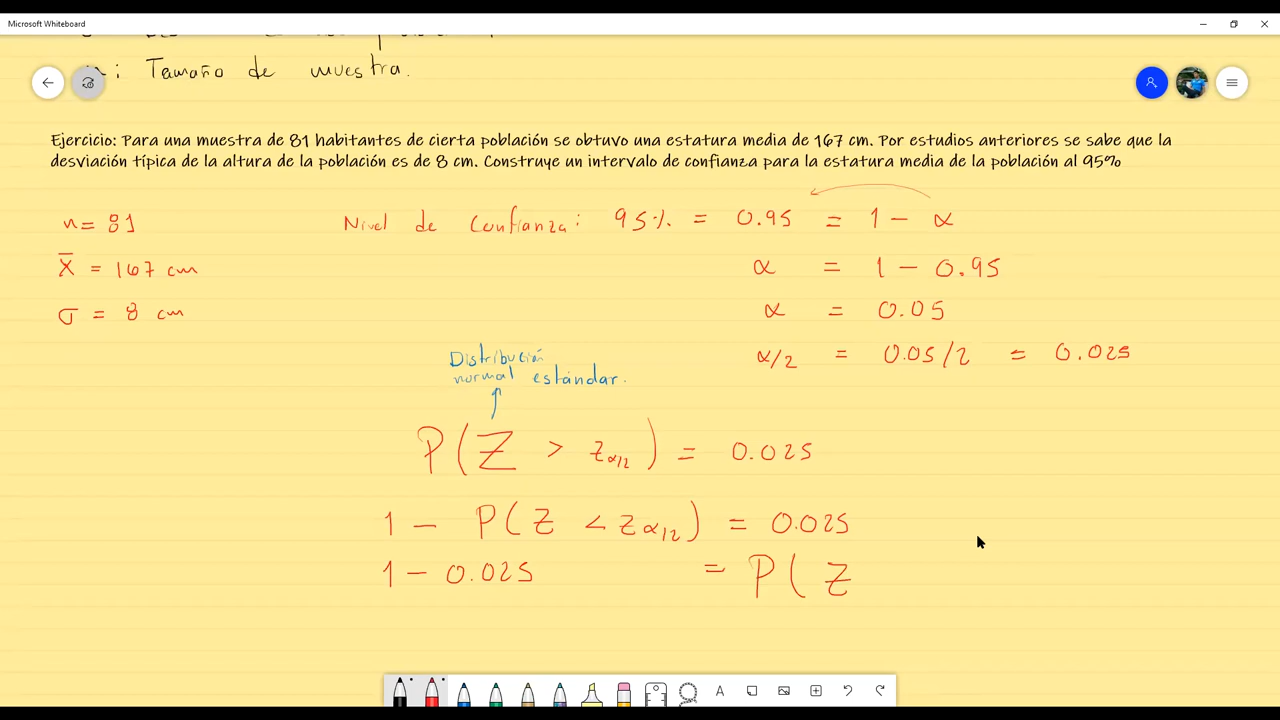 Microsoft Whiteboard
n: Tamaño de muestra.
Ejercicio: Para una muestra de 81 habitantes de cierta población se obtuvo una estatura media de 167 cm. Por estudios anteriores se sabe que la
desviación típica de la altura de la población es de 8 cm. Construye un intervalo de confianza para la estatura media de la población al 95%
n = 81
Nivel de Confianza: 95% = 0.95 = 1 - α
X̄ = 167 cm
α = 1 - 0.95
σ = 8 cm
α = 0.05
α/2 = 0.05/2 = 0.025
Distribución
normal estándar.
P(Z > zα/2) = 0.025
1 - P(Z < zα/2) = 0.025
1 - 0.025 = P( Z
A